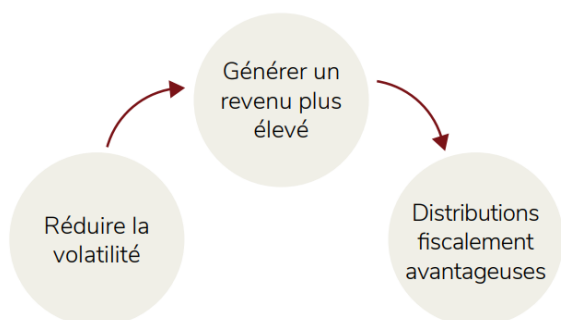 Générer un
revenu plus
élevé
Réduire la
volatilité
Distributions
fiscalement
avantageuses